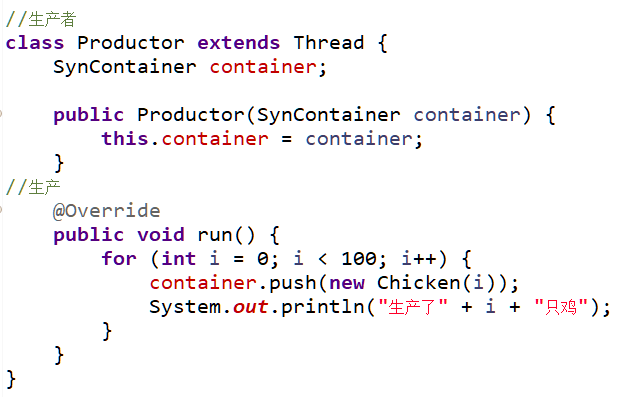 //生产者
class Productor extends Thread {
    SynContainer container;

    public Productor(SynContainer container) {
        this.container = container;
    }
//生产
    @Override
    public void run() {
        for (int i = 0; i < 100; i++) {
            container.push(new Chicken(i));
            System.out.println("生产了" + i + "只鸡");
        }
    }
}